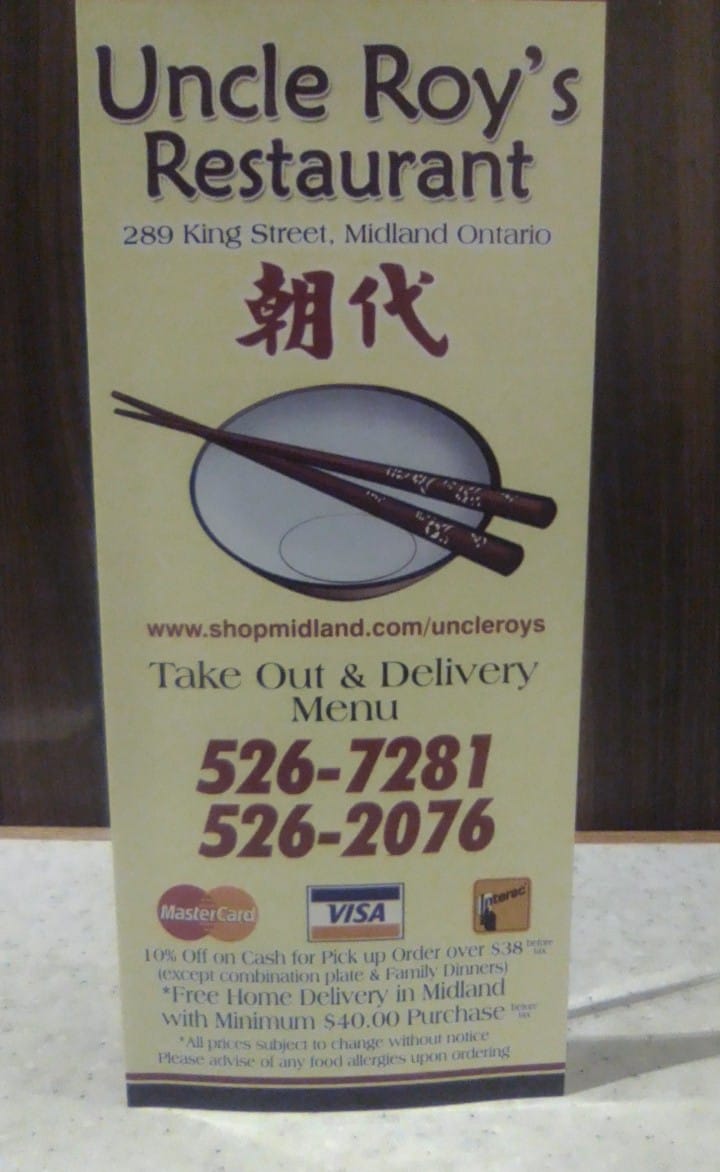 Uncle Roy's
Restaurant
289 King Street, Midland Ontario
朝代
www.shopmidland.com/uncleroys
Take Out & Delivery
Menu
526-7281
526-2076
MasterCard
VISA
Interac
10% Off on Cash for Pick up Order over $38 before tax
(except combination plate & Family Dinners)
*Free Home Delivery in Midland
with Minimum $40.00 Purchase before tax
*All prices subject to change without notice
Please advise of any food allergies upon ordering